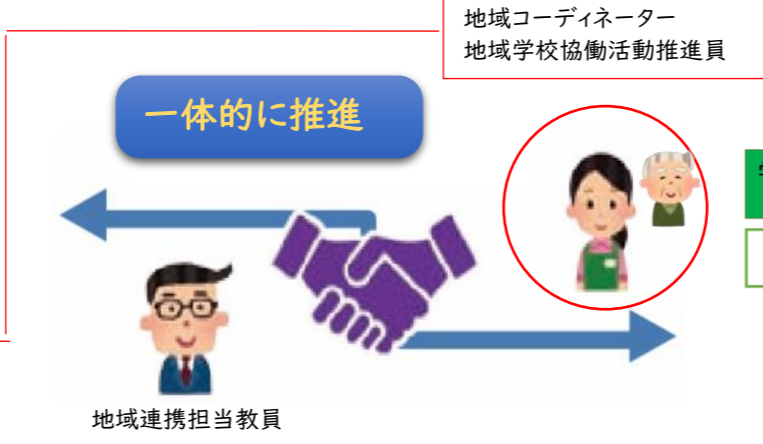 地域コーディネーター
地域学校協働活動推進員
一体的に推進
地域連携担当教員